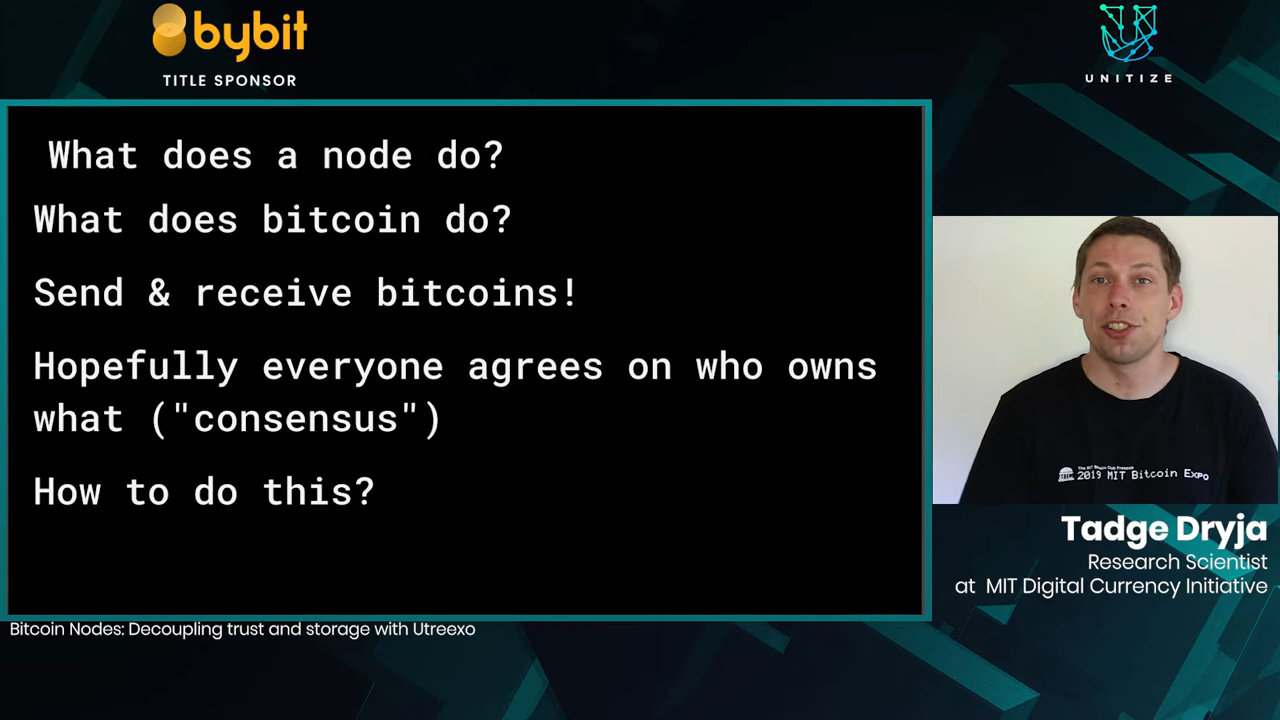 bybit
TITLE SPONSOR
UNITIZE
What does a node do?
What does bitcoin do?
Send & receive bitcoins!
Hopefully everyone agrees on who owns
what ("consensus")
How to do this?
2019 MIT Bitcoin Expo
Tadge Dryja
Research Scientist
at MIT Digital Currency Initiative
Bitcoin Nodes: Decoupling trust and storage with Utreexo